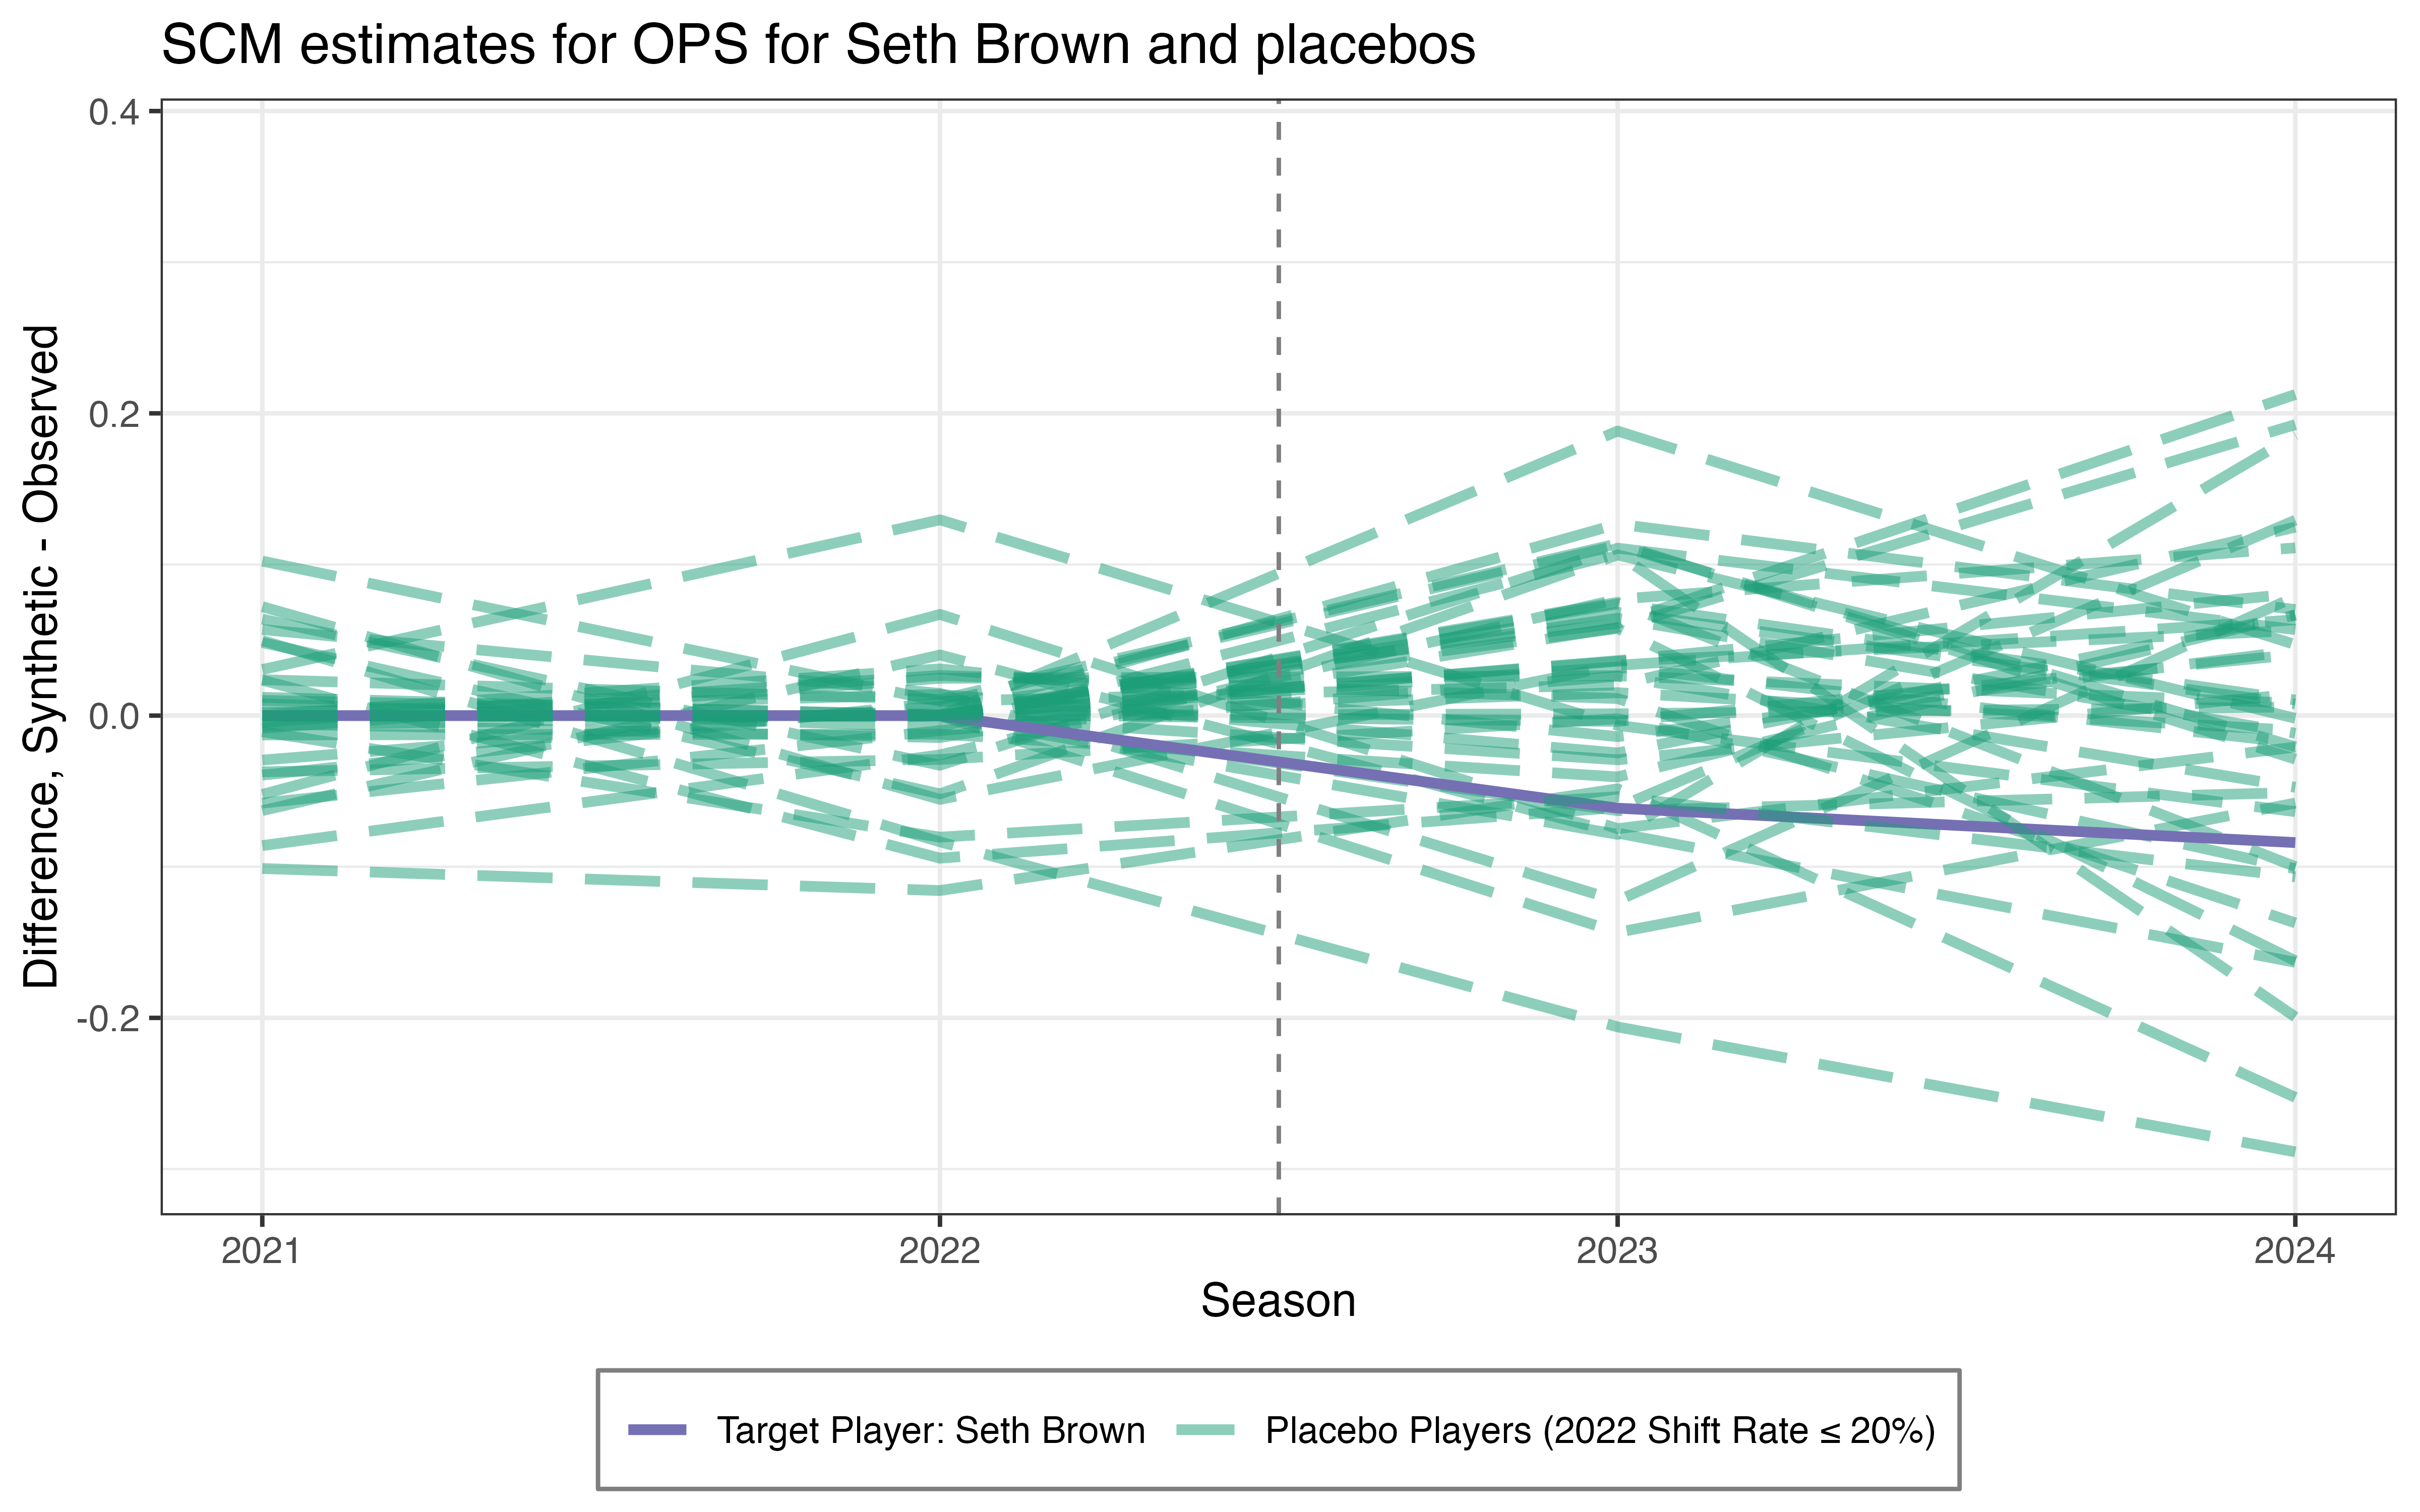 SCM estimates for OPS for Seth Brown and placebos
Difference, Synthetic - Observed
0.4
0.2
0.0
-0.2
2021 2022 2023 2024
Season
Target Player: Seth Brown Placebo Players (2022 Shift Rate ≤ 20%)